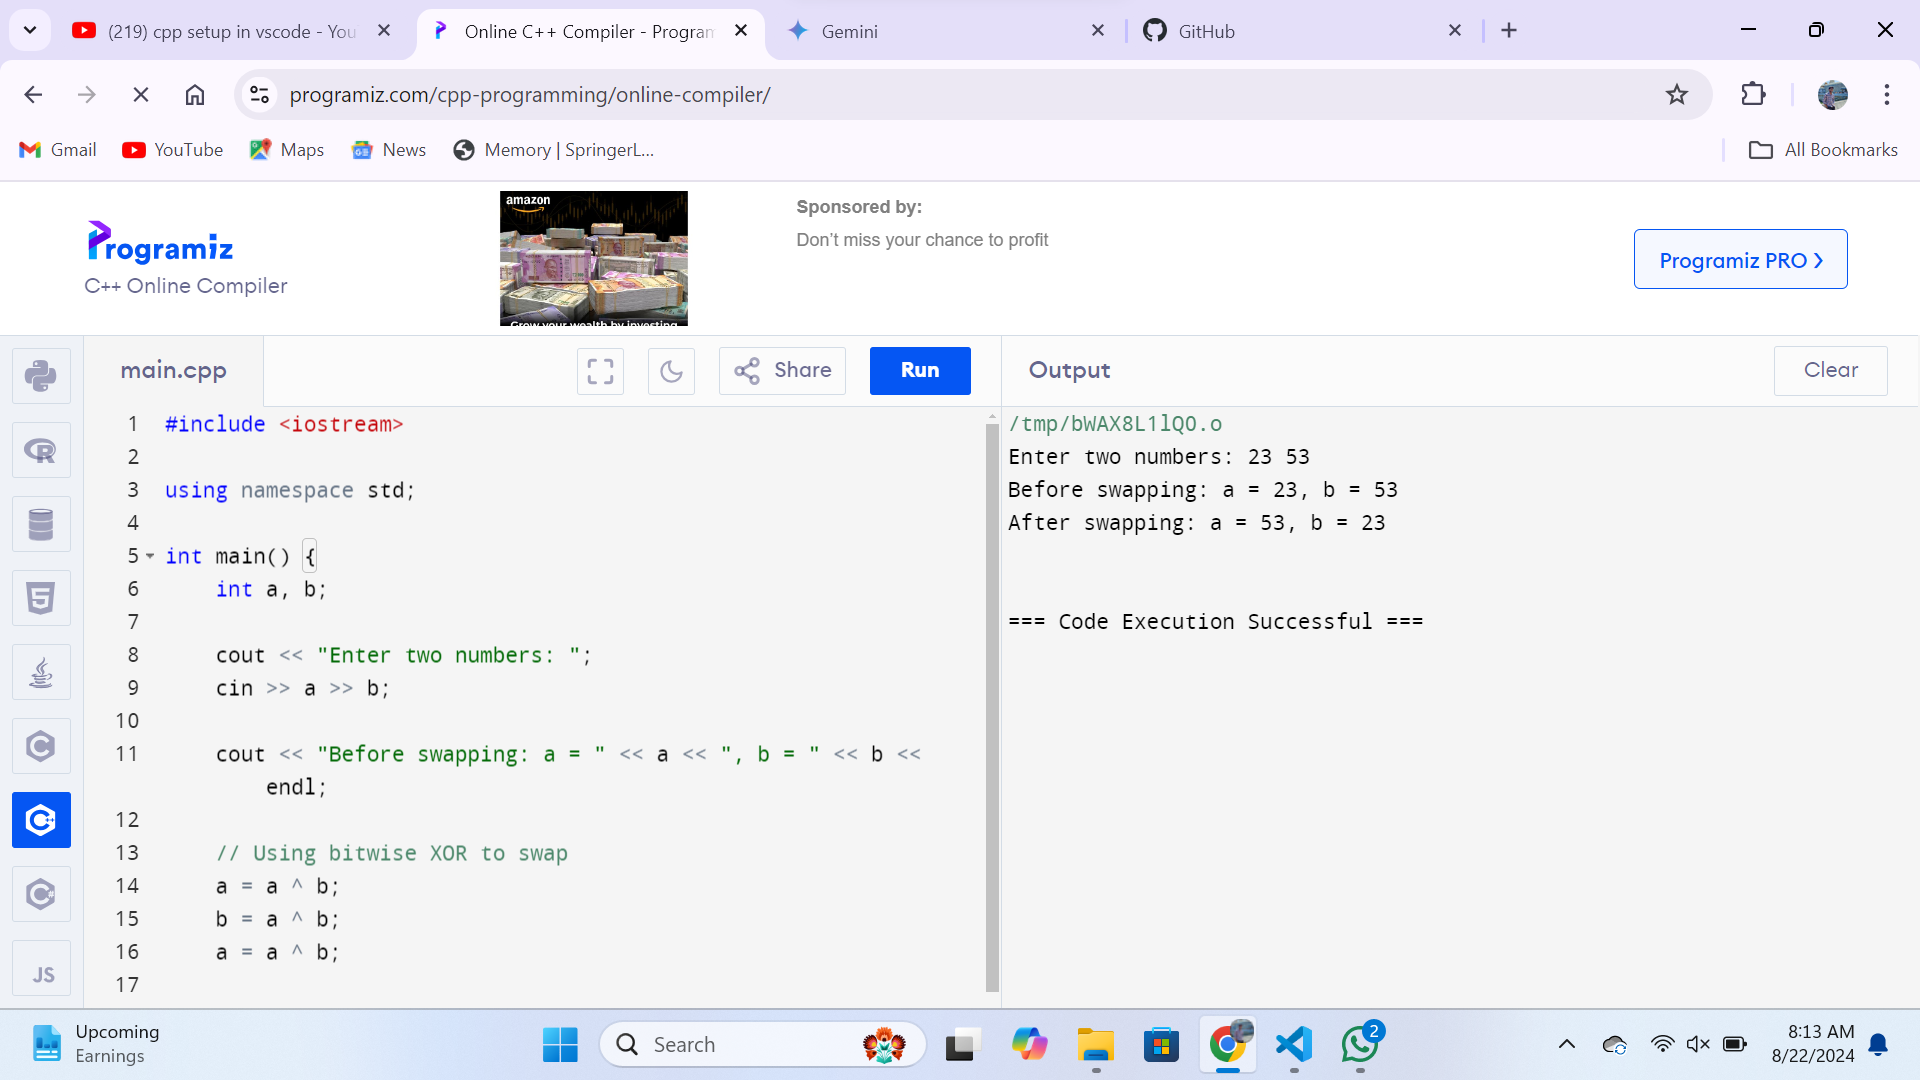 (219) cpp setup in vscode - You
Online C++ Compiler - Program
Gemini
GitHub
programiz.com/cpp-programming/online-compiler/
Gmail
YouTube
Maps
News
Memory | SpringerL...
All Bookmarks
Programiz
C++ Online Compiler
amazon
Grow your wealth by investing
Sponsored by:
Don't miss your chance to profit
Programiz PRO ›
main.cpp
Share
Run
Output
Clear
1 #include <iostream>
2
3 using namespace std;
4
5 int main() {
6     int a, b;
7
8     cout << "Enter two numbers: ";
9     cin >> a >> b;
10
11     cout << "Before swapping: a = " << a << ", b = " << b <<
endl;
12
13     // Using bitwise XOR to swap
14     a = a ^ b;
15     b = a ^ b;
16     a = a ^ b;
17
/tmp/bWAX8L1lQO.o
Enter two numbers: 23 53
Before swapping: a = 23, b = 53
After swapping: a = 53, b = 23
=== Code Execution Successful ===
R
5
C
C++
C#
JS
Upcoming
Earnings
Search
2
8:13 AM
8/22/2024